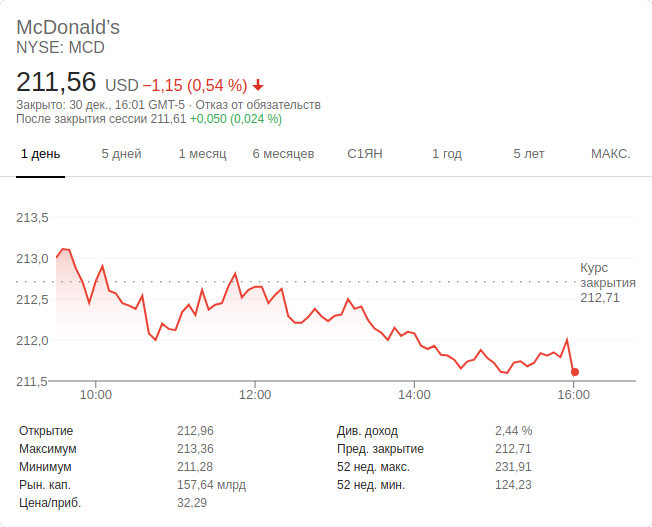 McDonald’s
NYSE: MCD
211,56 USD −1,15 (0,54 %)
Закрыто: 30 дек., 16:01 GMT-5 · Отказ от обязательств
После закрытия сессии 211,61 +0,050 (0,024 %)
1 день 5 дней 1 месяц 6 месяцев С1ЯН 1 год 5 лет МАКС.
213,5
213,0
Курс
закрытия
212,71
212,5
212,0
211,5
10:00 12:00 14:00 16:00
Открытие 212,96 Див. доход 2,44 %
Максимум 213,36 Пред. закрытие 212,71
Минимум 211,28 52 нед. макс. 231,91
Рын. кап. 157,64 млрд 52 нед. мин. 124,23
Цена/приб. 32,29